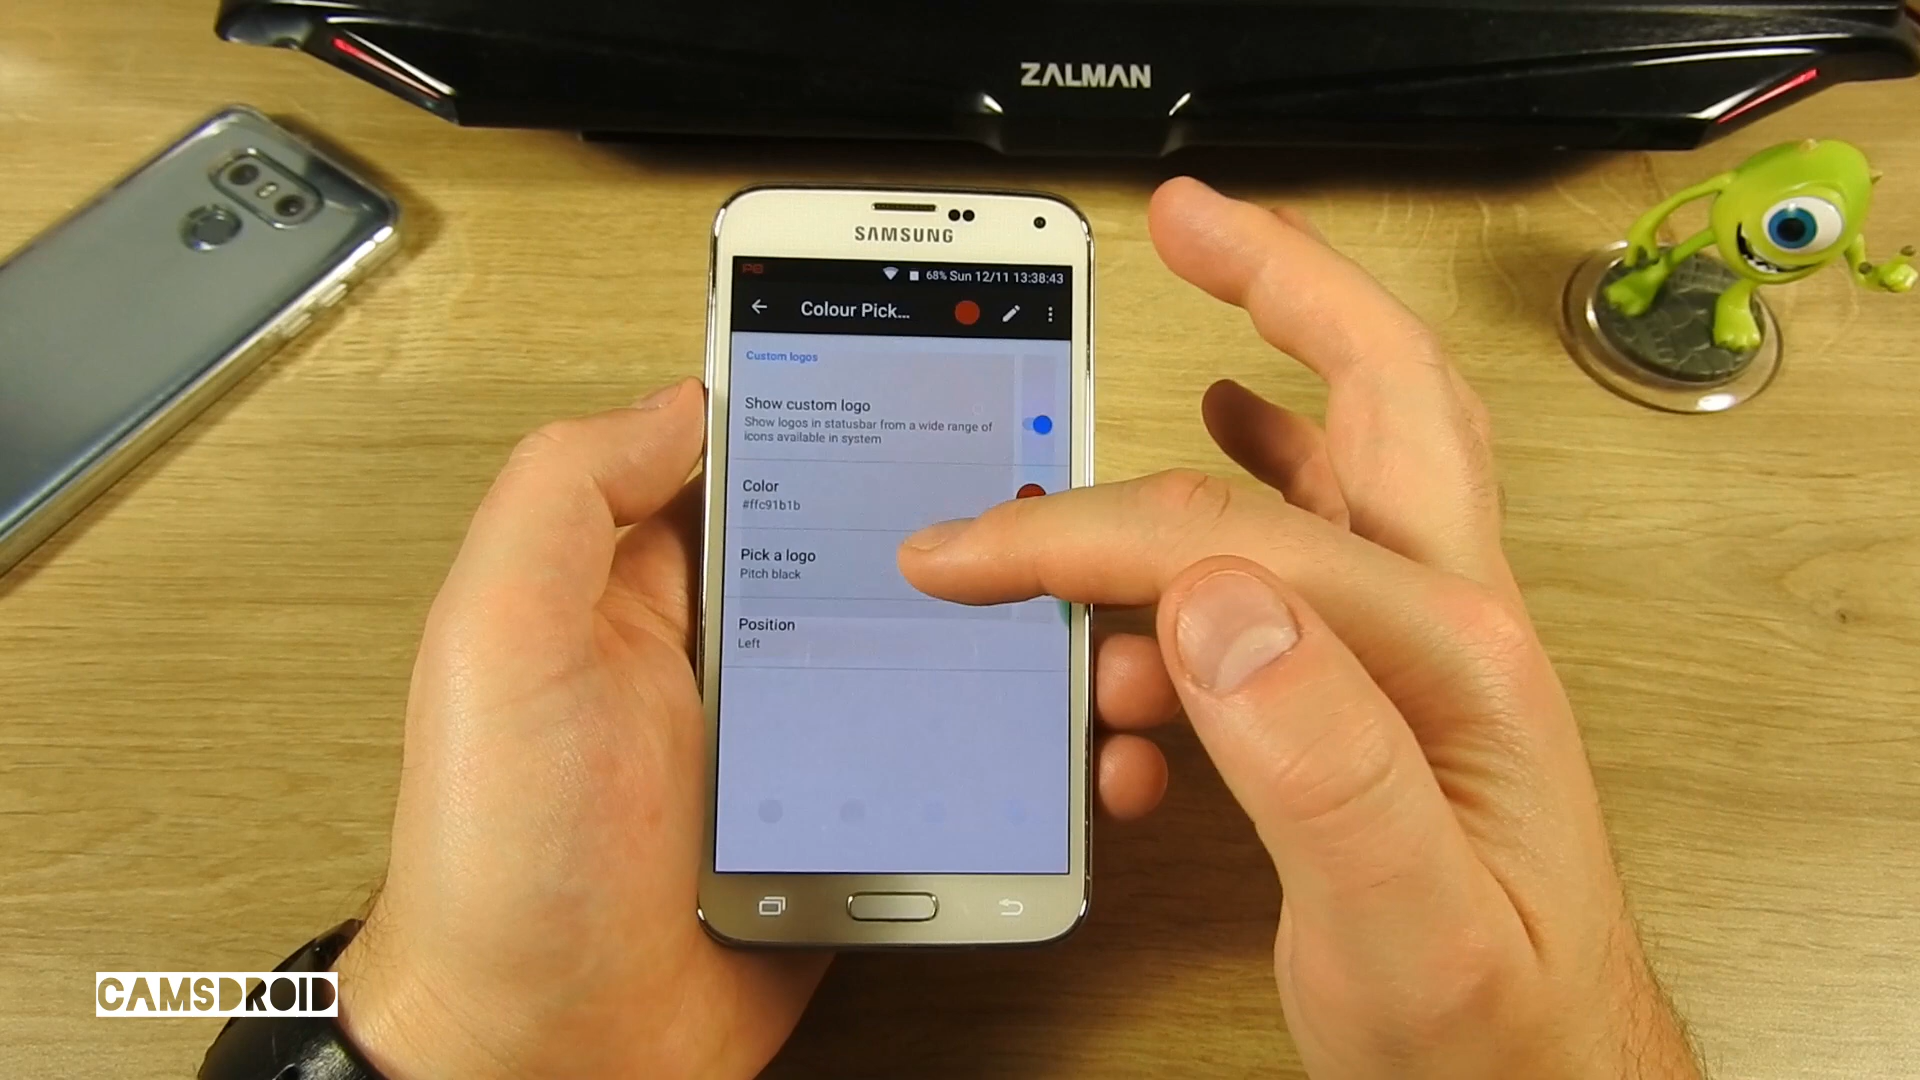 ZALMAN
SAMSUNG
68% Sun 12/11 13:38:43
Colour Pick...
Custom logos
Show custom logo
Show logos in statusbar from a wide range of
icons available in system
Color
#ffc91b1b
Pick a logo
Pitch black
Position
Left
CAMSDROID